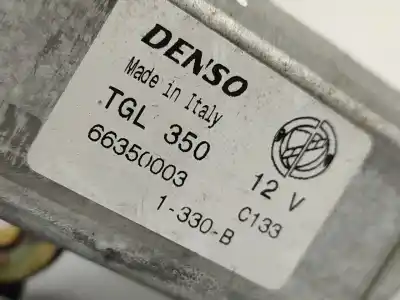 DENSO
Made in Italy
TGL 350
66350003
12 V
C133
1-330-B